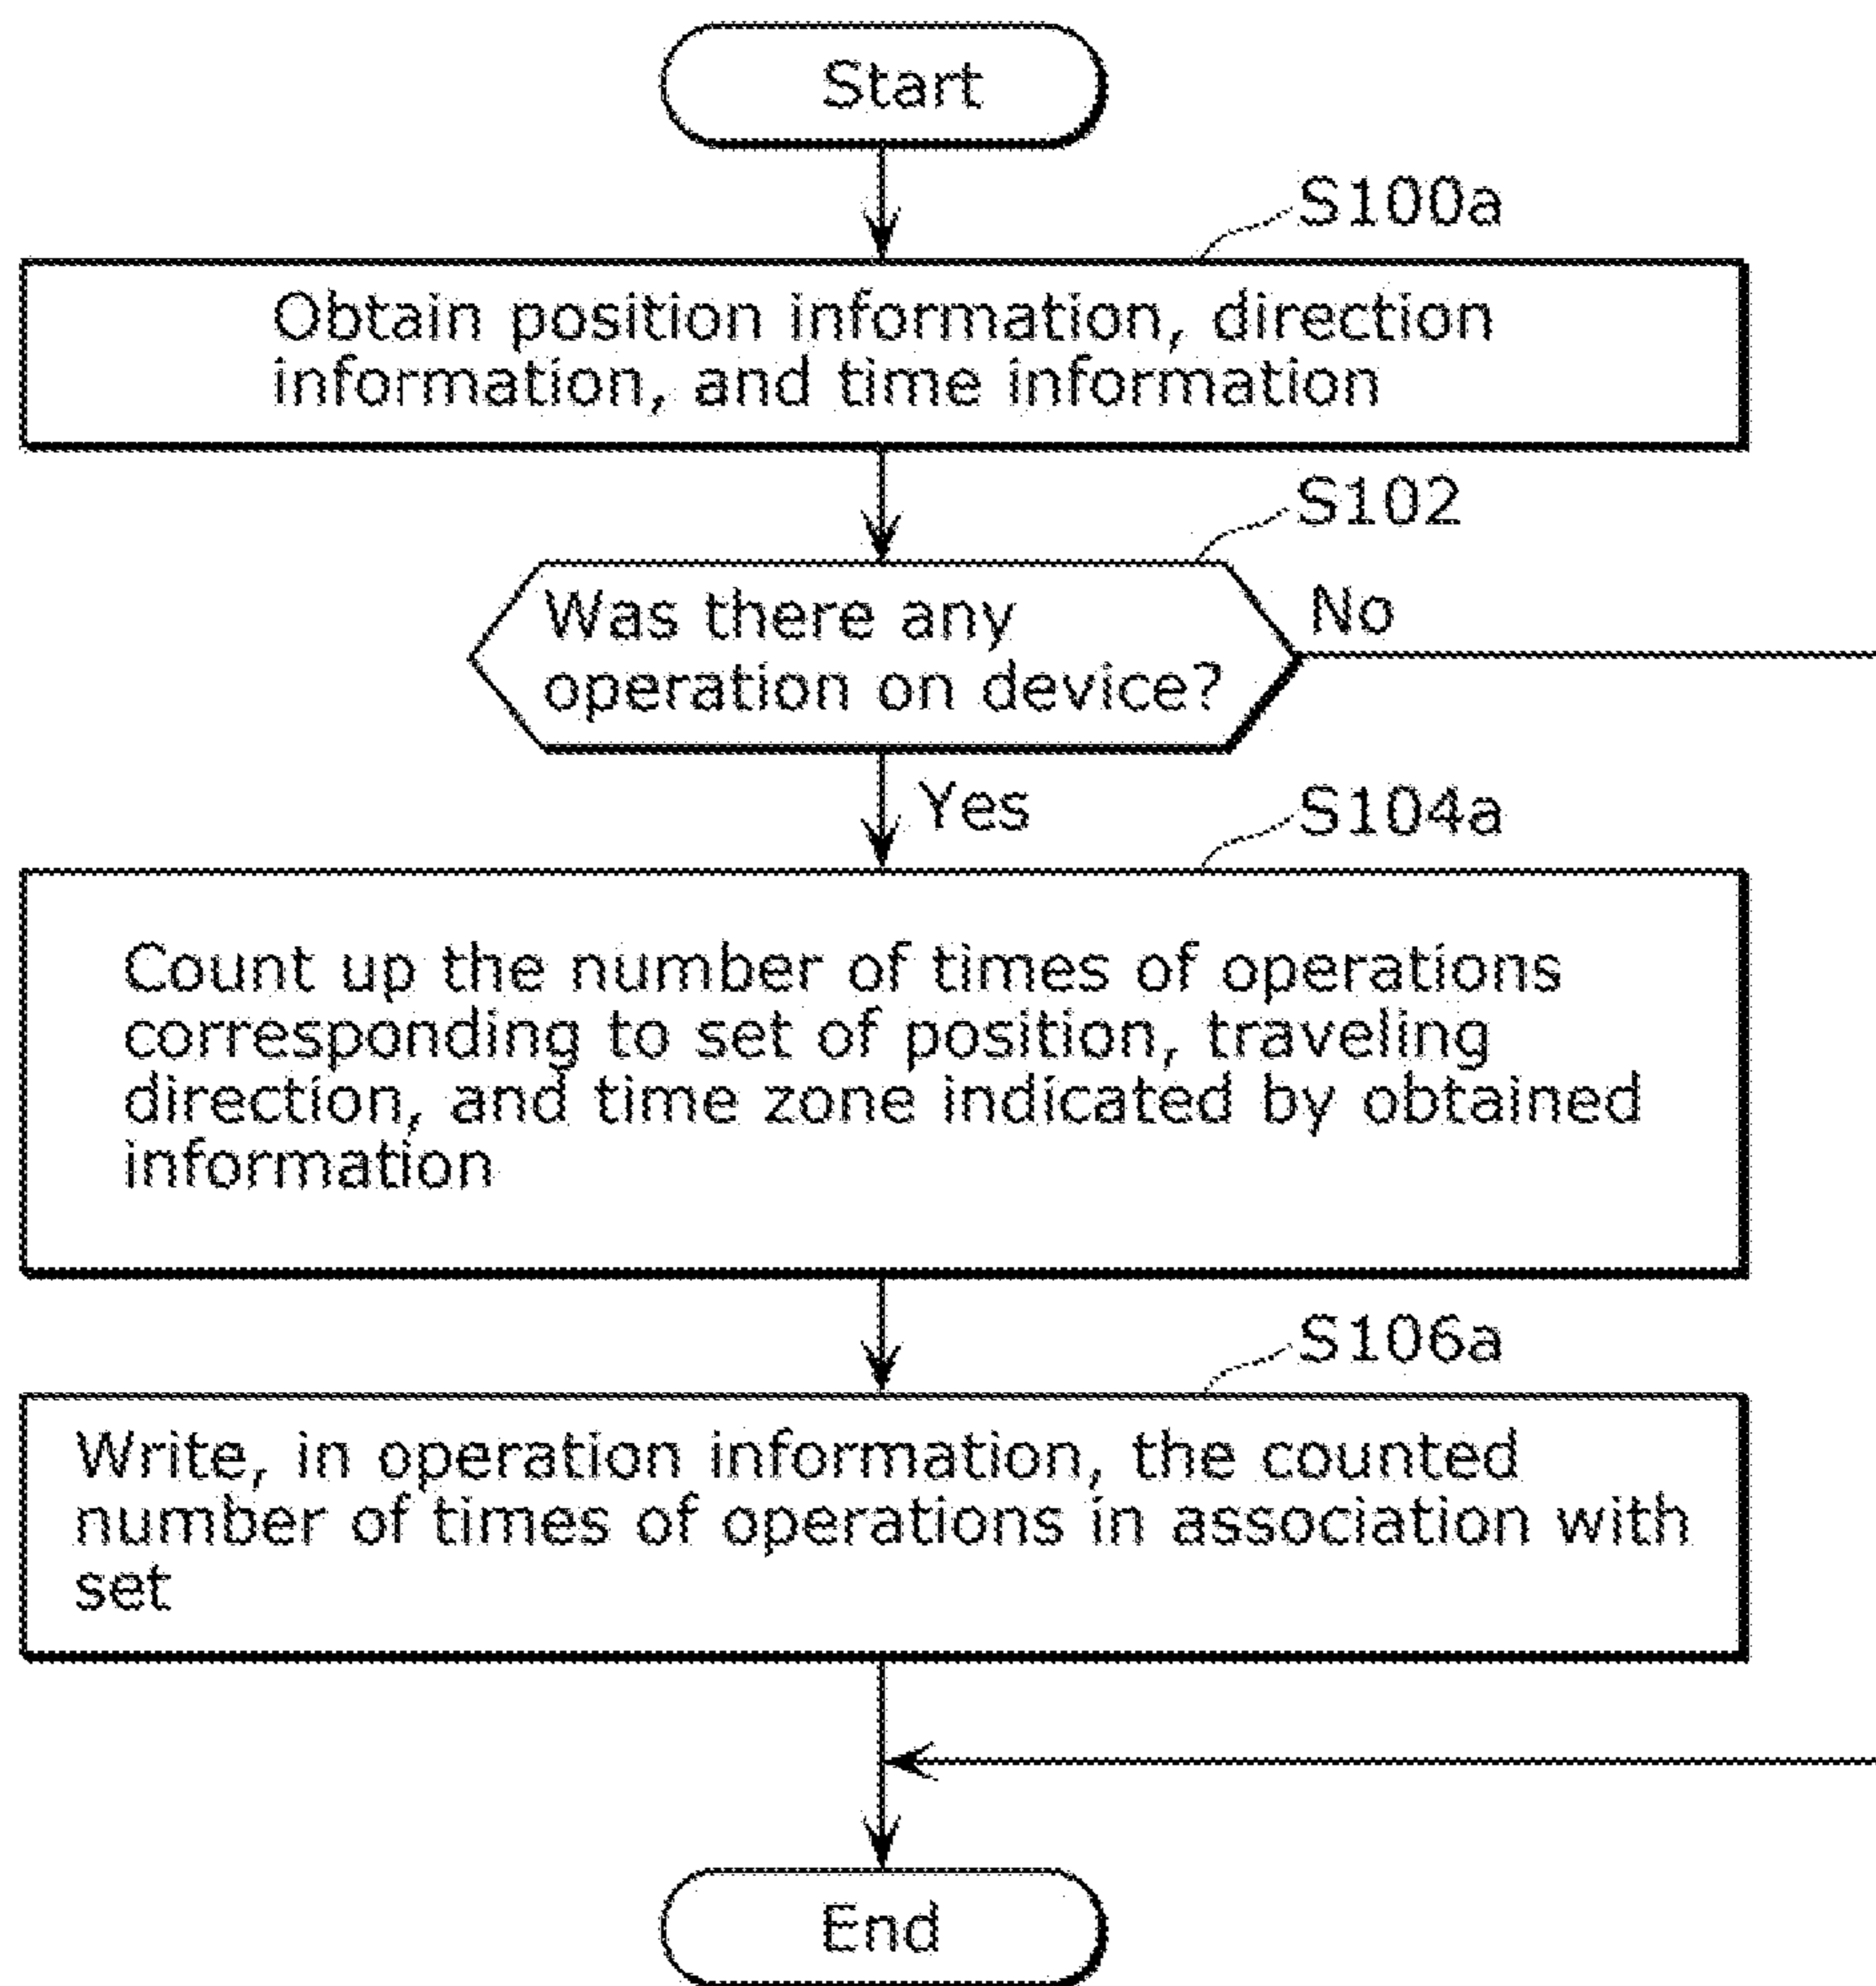 Start
S100a
Obtain position information, direction
information, and time information
S102
Was there any
operation on device?
No
Yes
S104a
Count up the number of times of operations
corresponding to set of position, traveling
direction, and time zone indicated by obtained
information
S106a
Write, in operation information, the counted
number of times of operations in association with
set
End